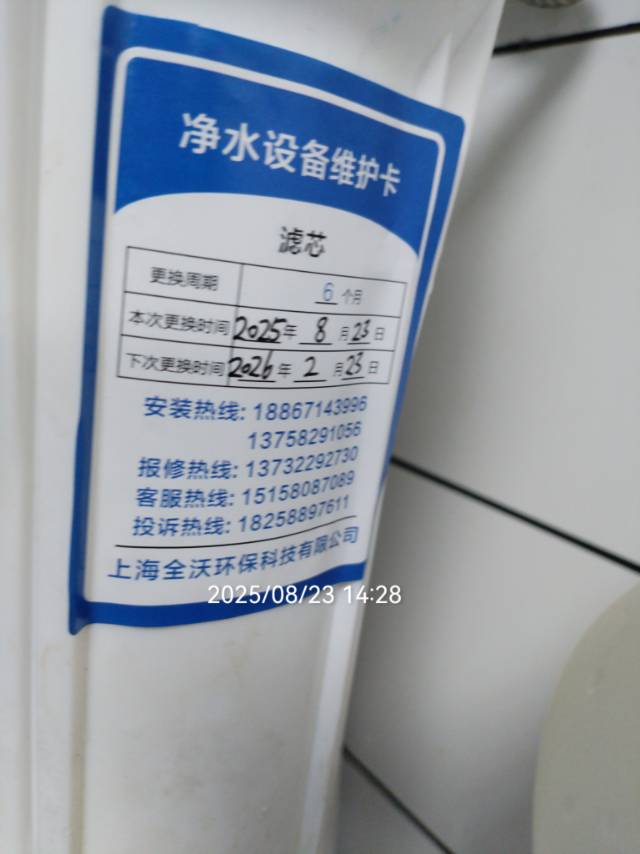 净水设备维护卡
滤芯
更换周期 6 个月
本次更换时间 2025 年 8 月 23 日
下次更换时间 2026 年 2 月 23 日
安装热线: 18867143996
13758291056
报修热线: 13732292730
客服热线: 15158087089
投诉热线: 18258897611
上海全沃环保科技有限公司
2025/08/23 14:28